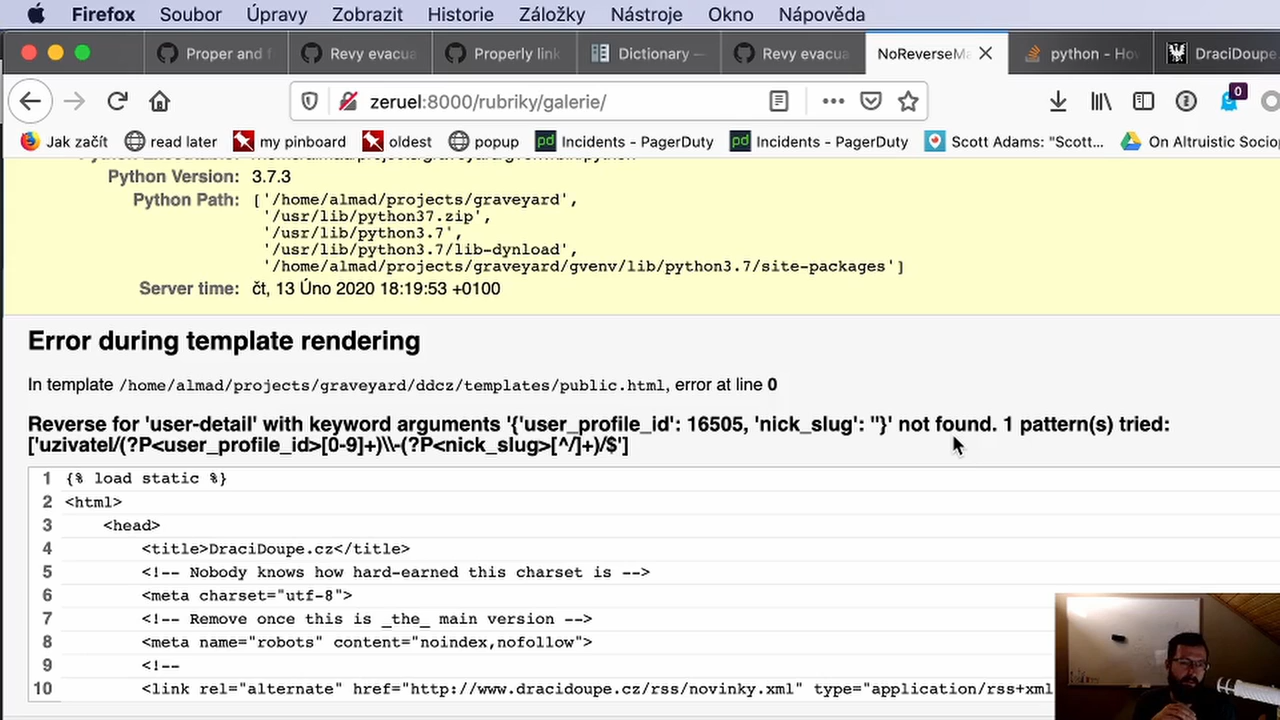 Firefox Soubor Úpravy Zobrazit Historie Záložky Nástroje Okno Nápověda
Proper and f Revy evacua Properly link Dictionary — Revy evacua NoReverseMa python - Hov DraciDoupe.
zeruel:8000/rubriky/galerie/ 0
Jak začít read later my pinboard oldest popup Incidents - PagerDuty Incidents - PagerDuty Scott Adams: "Scott... On Altruistic Sociop
Python Version: 3.7.3
Python Path: ['/home/almad/projects/graveyard',
'/usr/lib/python37.zip',
'/usr/lib/python3.7',
'/usr/lib/python3.7/lib-dynload',
'/home/almad/projects/graveyard/gvenv/lib/python3.7/site-packages']
Server time: čt, 13 Úno 2020 18:19:53 +0100
Error during template rendering
In template /home/almad/projects/graveyard/ddcz/templates/public.html, error at line 0
Reverse for 'user-detail' with keyword arguments '{'user_profile_id': 16505, 'nick_slug': ''}' not found. 1 pattern(s) tried:
['uzivatel/(?P<user_profile_id>[0-9]+)\\-(?P<nick_slug>[^/]+)/$']
1 {% load static %}
2 <html>
3 <head>
4 <title>DraciDoupe.cz</title>
5 <!-- Nobody knows how hard-earned this charset is -->
6 <meta charset="utf-8">
7 <!-- Remove once this is _the_ main version -->
8 <meta name="robots" content="noindex,nofollow">
9 <!--
10 <link rel="alternate" href="http://www.dracidoupe.cz/rss/novinky.xml" type="application/rss+xml